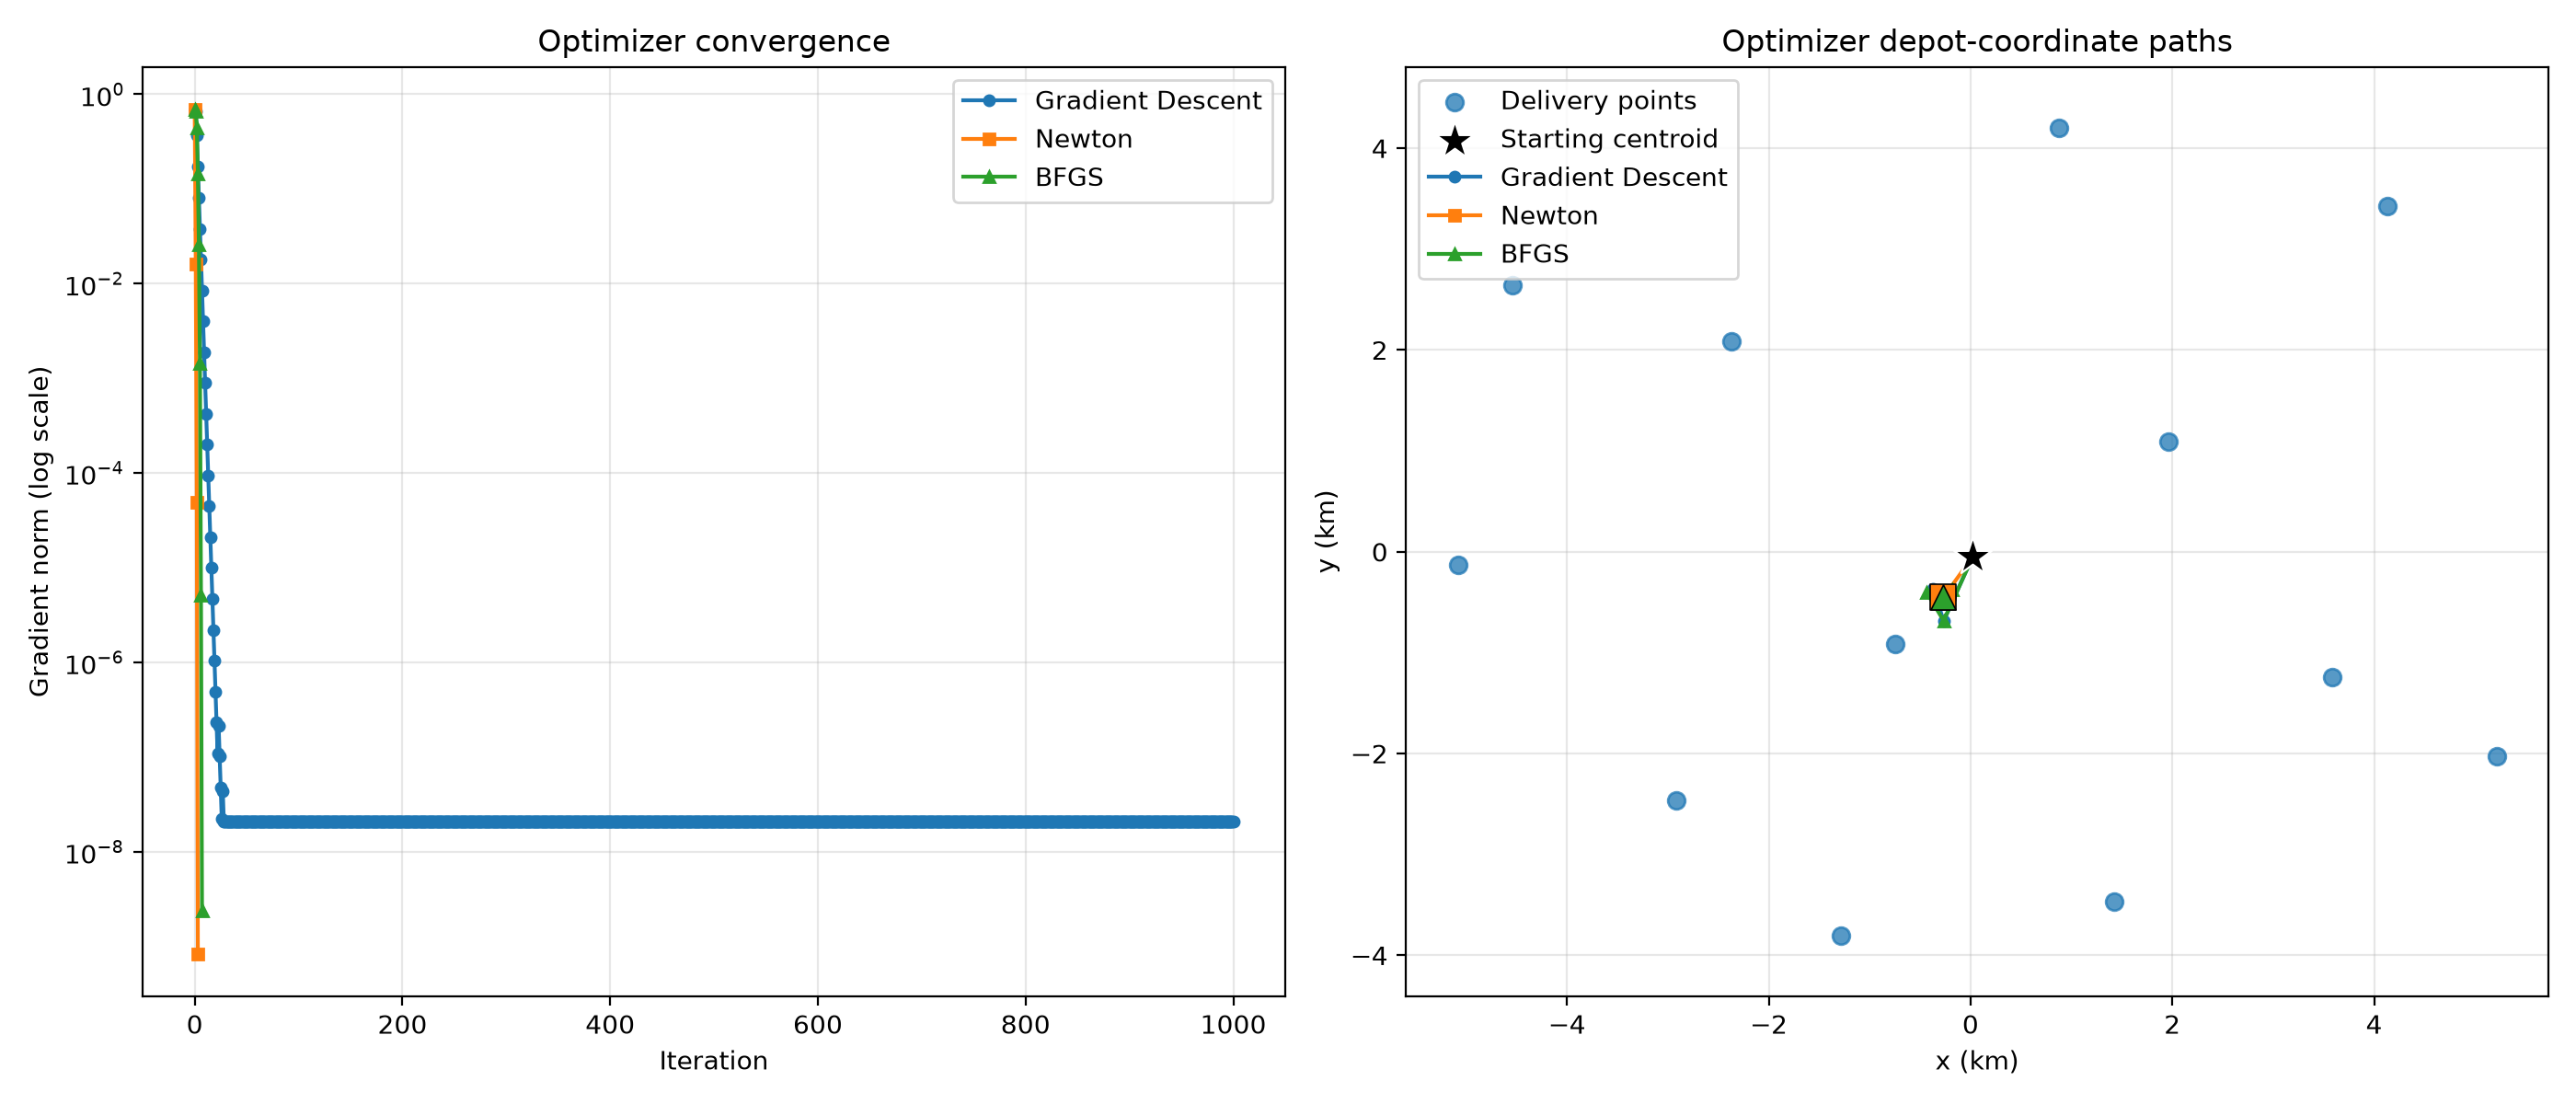 Optimizer convergence
Gradient norm (log scale)
10⁰
10⁻²
10⁻⁴
10⁻⁶
10⁻⁸
Gradient Descent
Newton
BFGS
0
200
400
600
800
1000
Iteration
Optimizer depot-coordinate paths
y (km)
4
2
0
−2
−4
Delivery points
Starting centroid
Gradient Descent
Newton
BFGS
−4
−2
0
2
4
x (km)